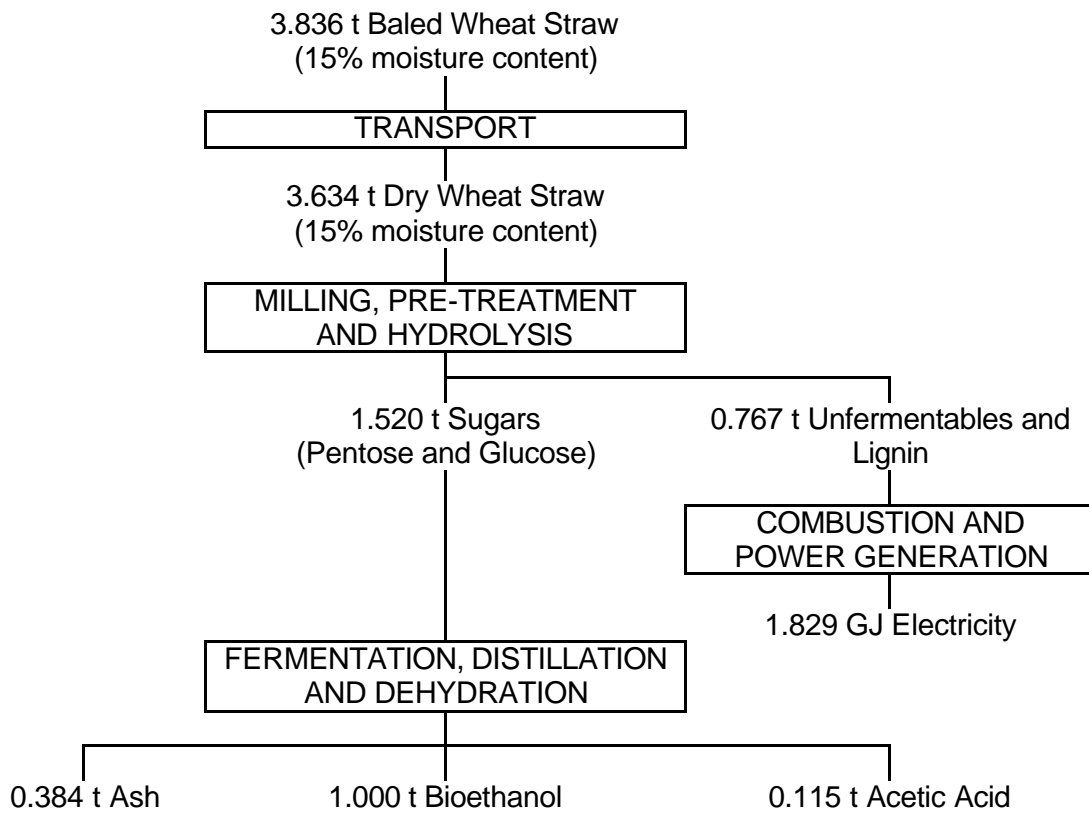 3.836 t Baled Wheat Straw
(15% moisture content)
TRANSPORT
3.634 t Dry Wheat Straw
(15% moisture content)
MILLING, PRE-TREATMENT
AND HYDROLYSIS
1.520 t Sugars
(Pentose and Glucose)
0.767 t Unfermentables and
Lignin
COMBUSTION AND
POWER GENERATION
1.829 GJ Electricity
FERMENTATION, DISTILLATION
AND DEHYDRATION
0.384 t Ash
1.000 t Bioethanol
0.115 t Acetic Acid